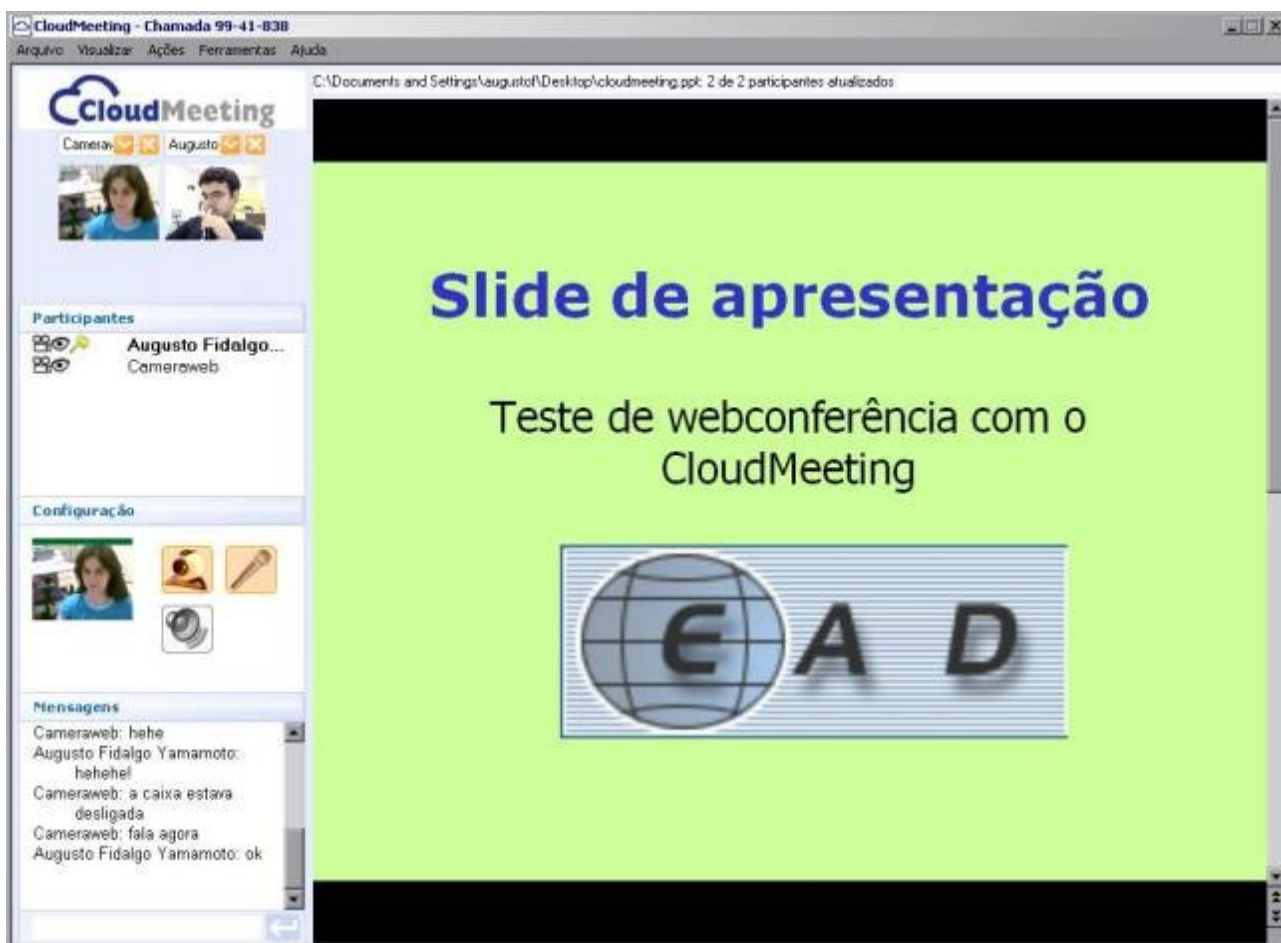 CloudMeeting - Chamada 99-41-838
Arquivo Visualizar Ações Ferramentas Ajuda
C:\Documents and Settings\augustof\Desktop\cloudmeeting.ppt: 2 de 2 participantes atualizados
CloudMeeting
Cameraw Augusto
Slide de apresentação
Teste de webconferência com o
CloudMeeting
E A D
Participantes
Augusto Fidalgo...
Cameraweb
Configuração
Mensagens
Cameraweb: hehe
Augusto Fidalgo Yamamoto:
hehehe!
Cameraweb: a caixa estava
desligada
Cameraweb: fala agora
Augusto Fidalgo Yamamoto: ok